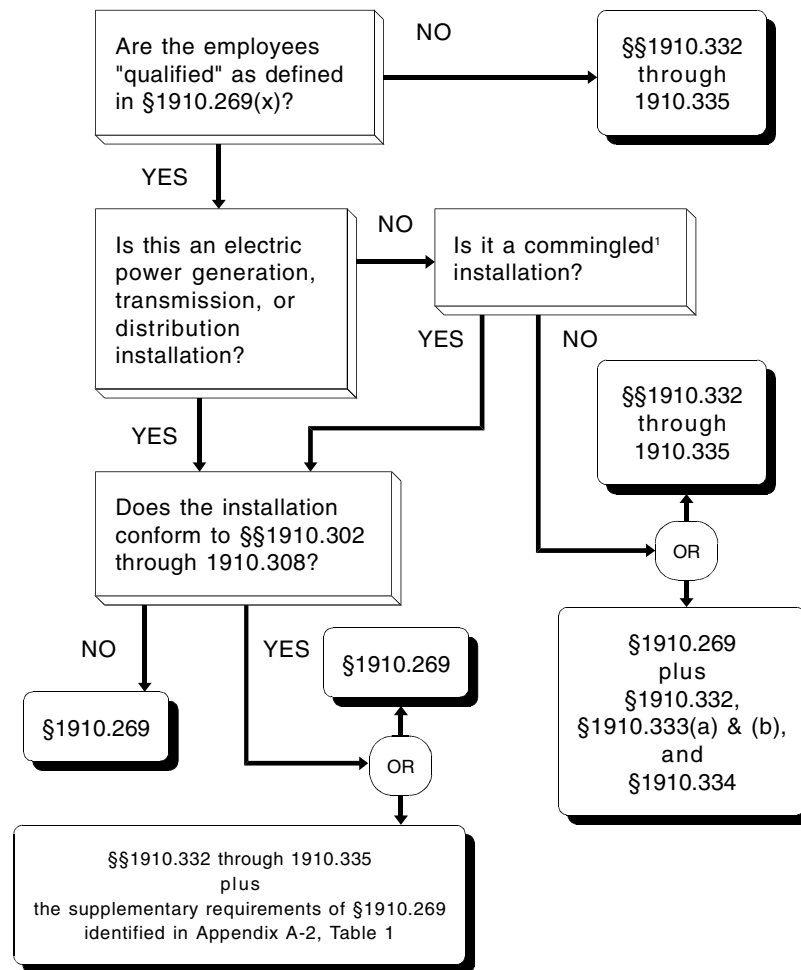 Are the employees
"qualified" as defined
in §1910.269(x)?
NO
§§1910.332
through
1910.335
YES
Is this an electric
power generation,
transmission, or
distribution
installation?
NO
Is it a commingled¹
installation?
YES
NO
§§1910.332
through
1910.335
YES
Does the installation
conform to §§1910.302
through 1910.308?
OR
NO
YES
§1910.269
§1910.269
OR
§1910.269
plus
§1910.332,
§1910.333(a) & (b),
and
§1910.334
§§1910.332 through 1910.335
plus
the supplementary requirements of §1910.269
identified in Appendix A-2, Table 1